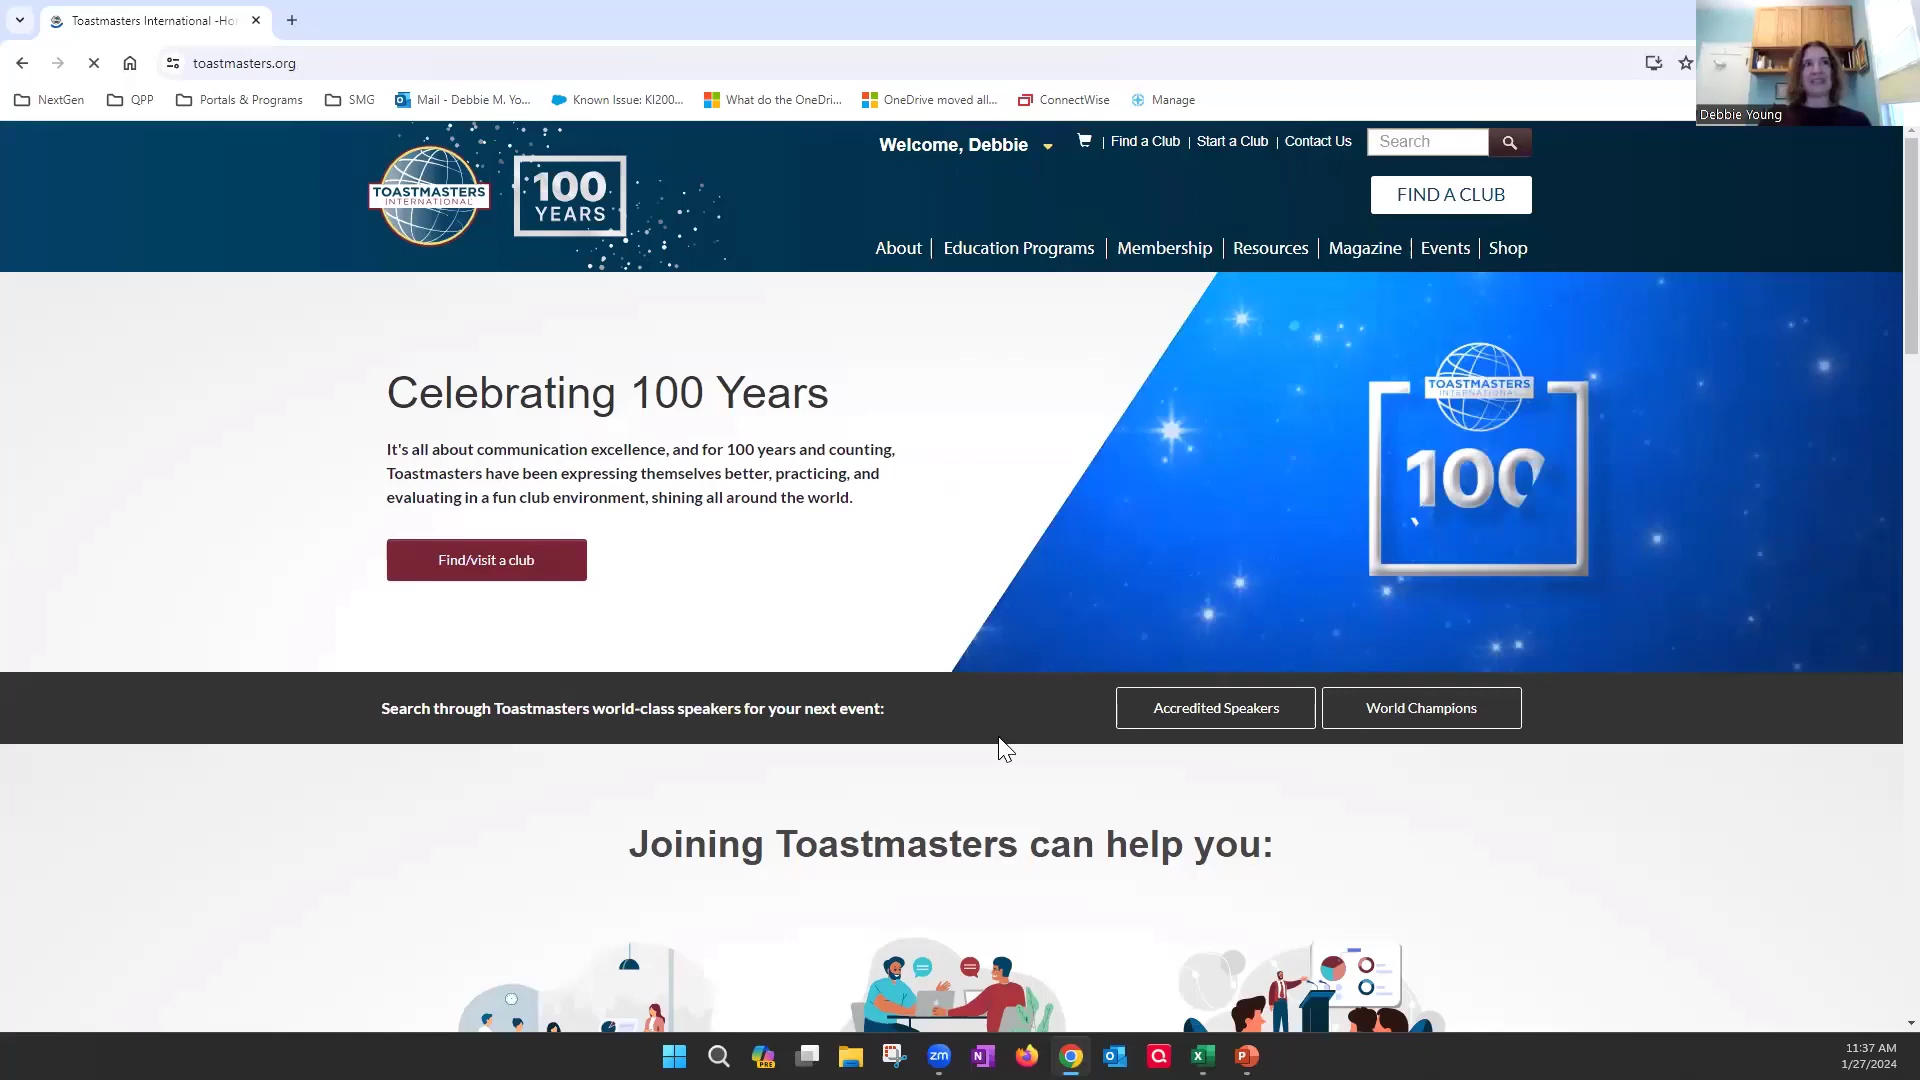 Toastmasters International -Ho
toastmasters.org
NextGen
QPP
Portals & Programs
SMG
Mail - Debbie M. Yo...
Known Issue: KI200...
What do the OneDri...
OneDrive moved all...
ConnectWise
Manage
Debbie Young
TOASTMASTERS
INTERNATIONAL
100
YEARS
Welcome, Debbie
Find a Club
Start a Club
Contact Us
Search
FIND A CLUB
About
Education Programs
Membership
Resources
Magazine
Events
Shop
Celebrating 100 Years
It's all about communication excellence, and for 100 years and counting,
Toastmasters have been expressing themselves better, practicing, and
evaluating in a fun club environment, shining all around the world.
Find/visit a club
TOASTMASTERS
INTERNATIONAL
100
Search through Toastmasters world-class speakers for your next event:
Accredited Speakers
World Champions
Joining Toastmasters can help you:
PRE
zm
N
O
Q
X
P
11:37 AM
1/27/2024